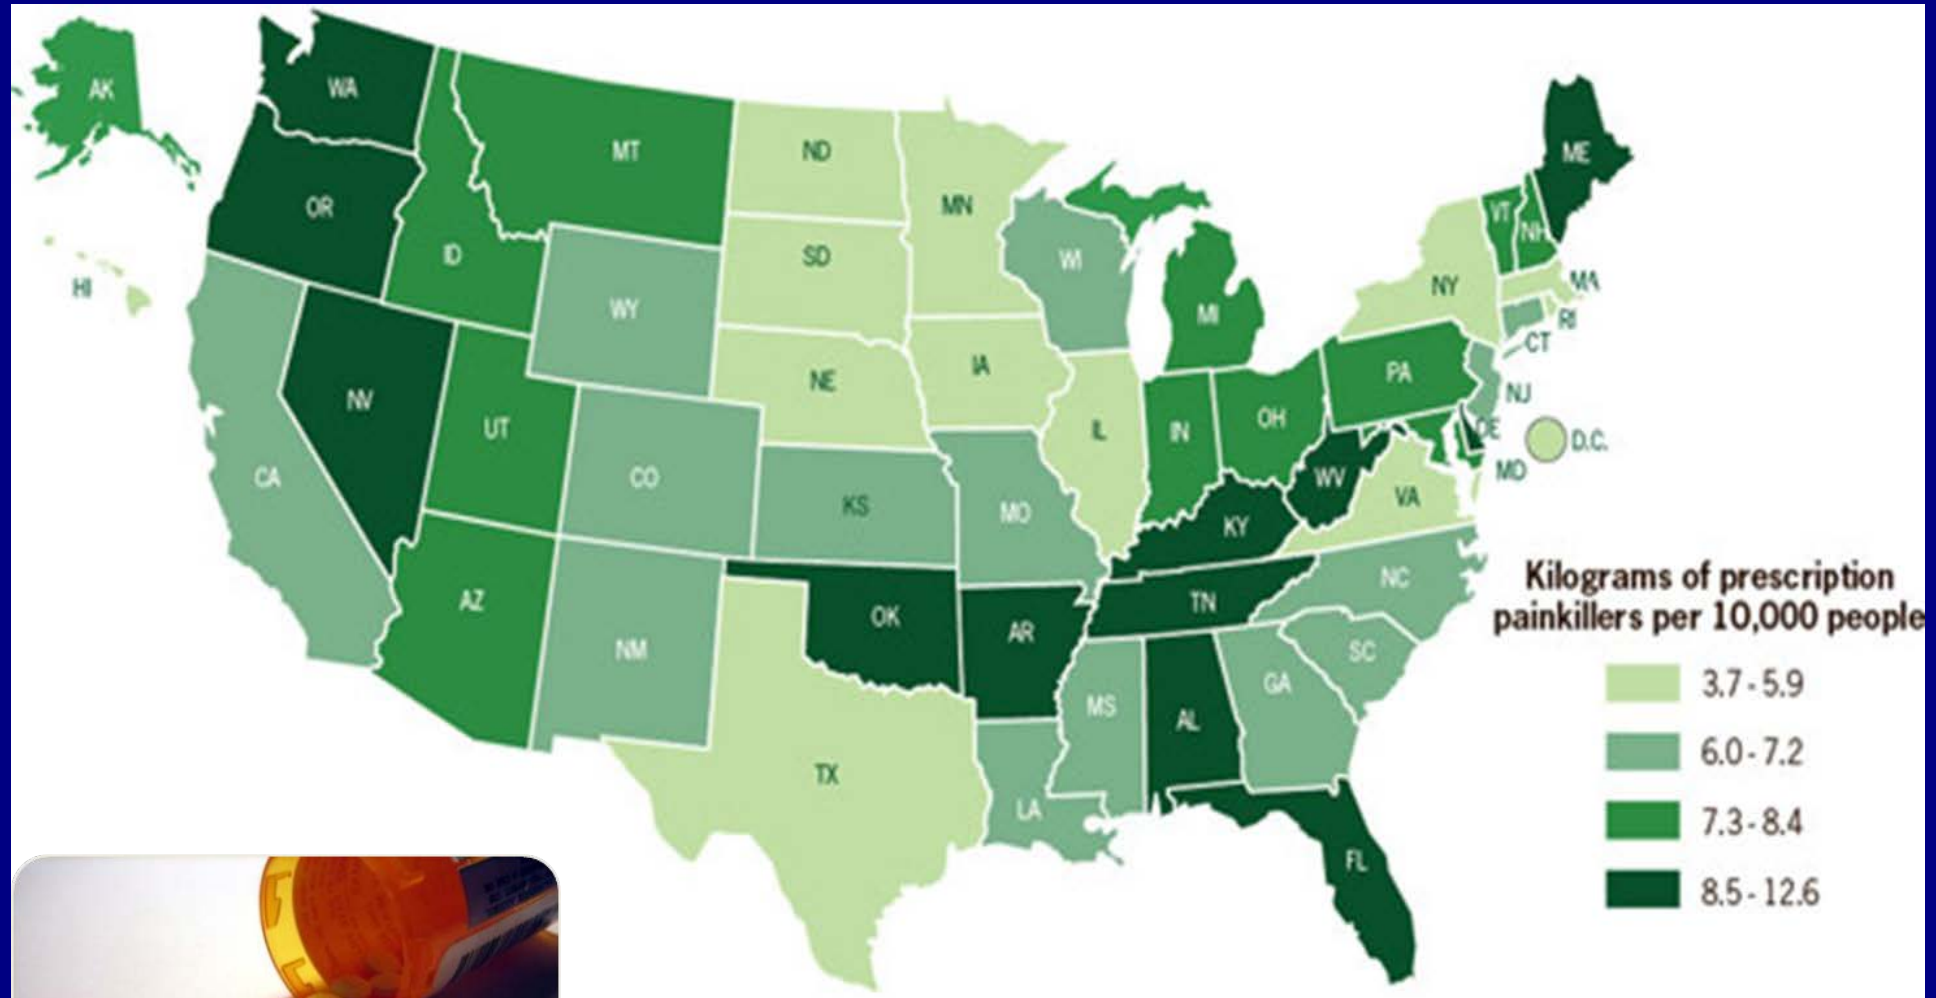 AK
WA
MT
ND
MN
ME
OR
ID
SD
WI
VT
NH
HI
WY
MI
NY
MA
RI
CT
NV
UT
NE
IA
PA
NJ
CA
CO
KS
MO
IL
IN
OH
WV
DE
D.C.
MD
VA
KY
AZ
NM
OK
AR
TN
NC
SC
TX
LA
MS
AL
GA
FL
Kilograms of prescription
painkillers per 10,000 people
3.7 - 5.9
6.0 - 7.2
7.3 - 8.4
8.5 - 12.6